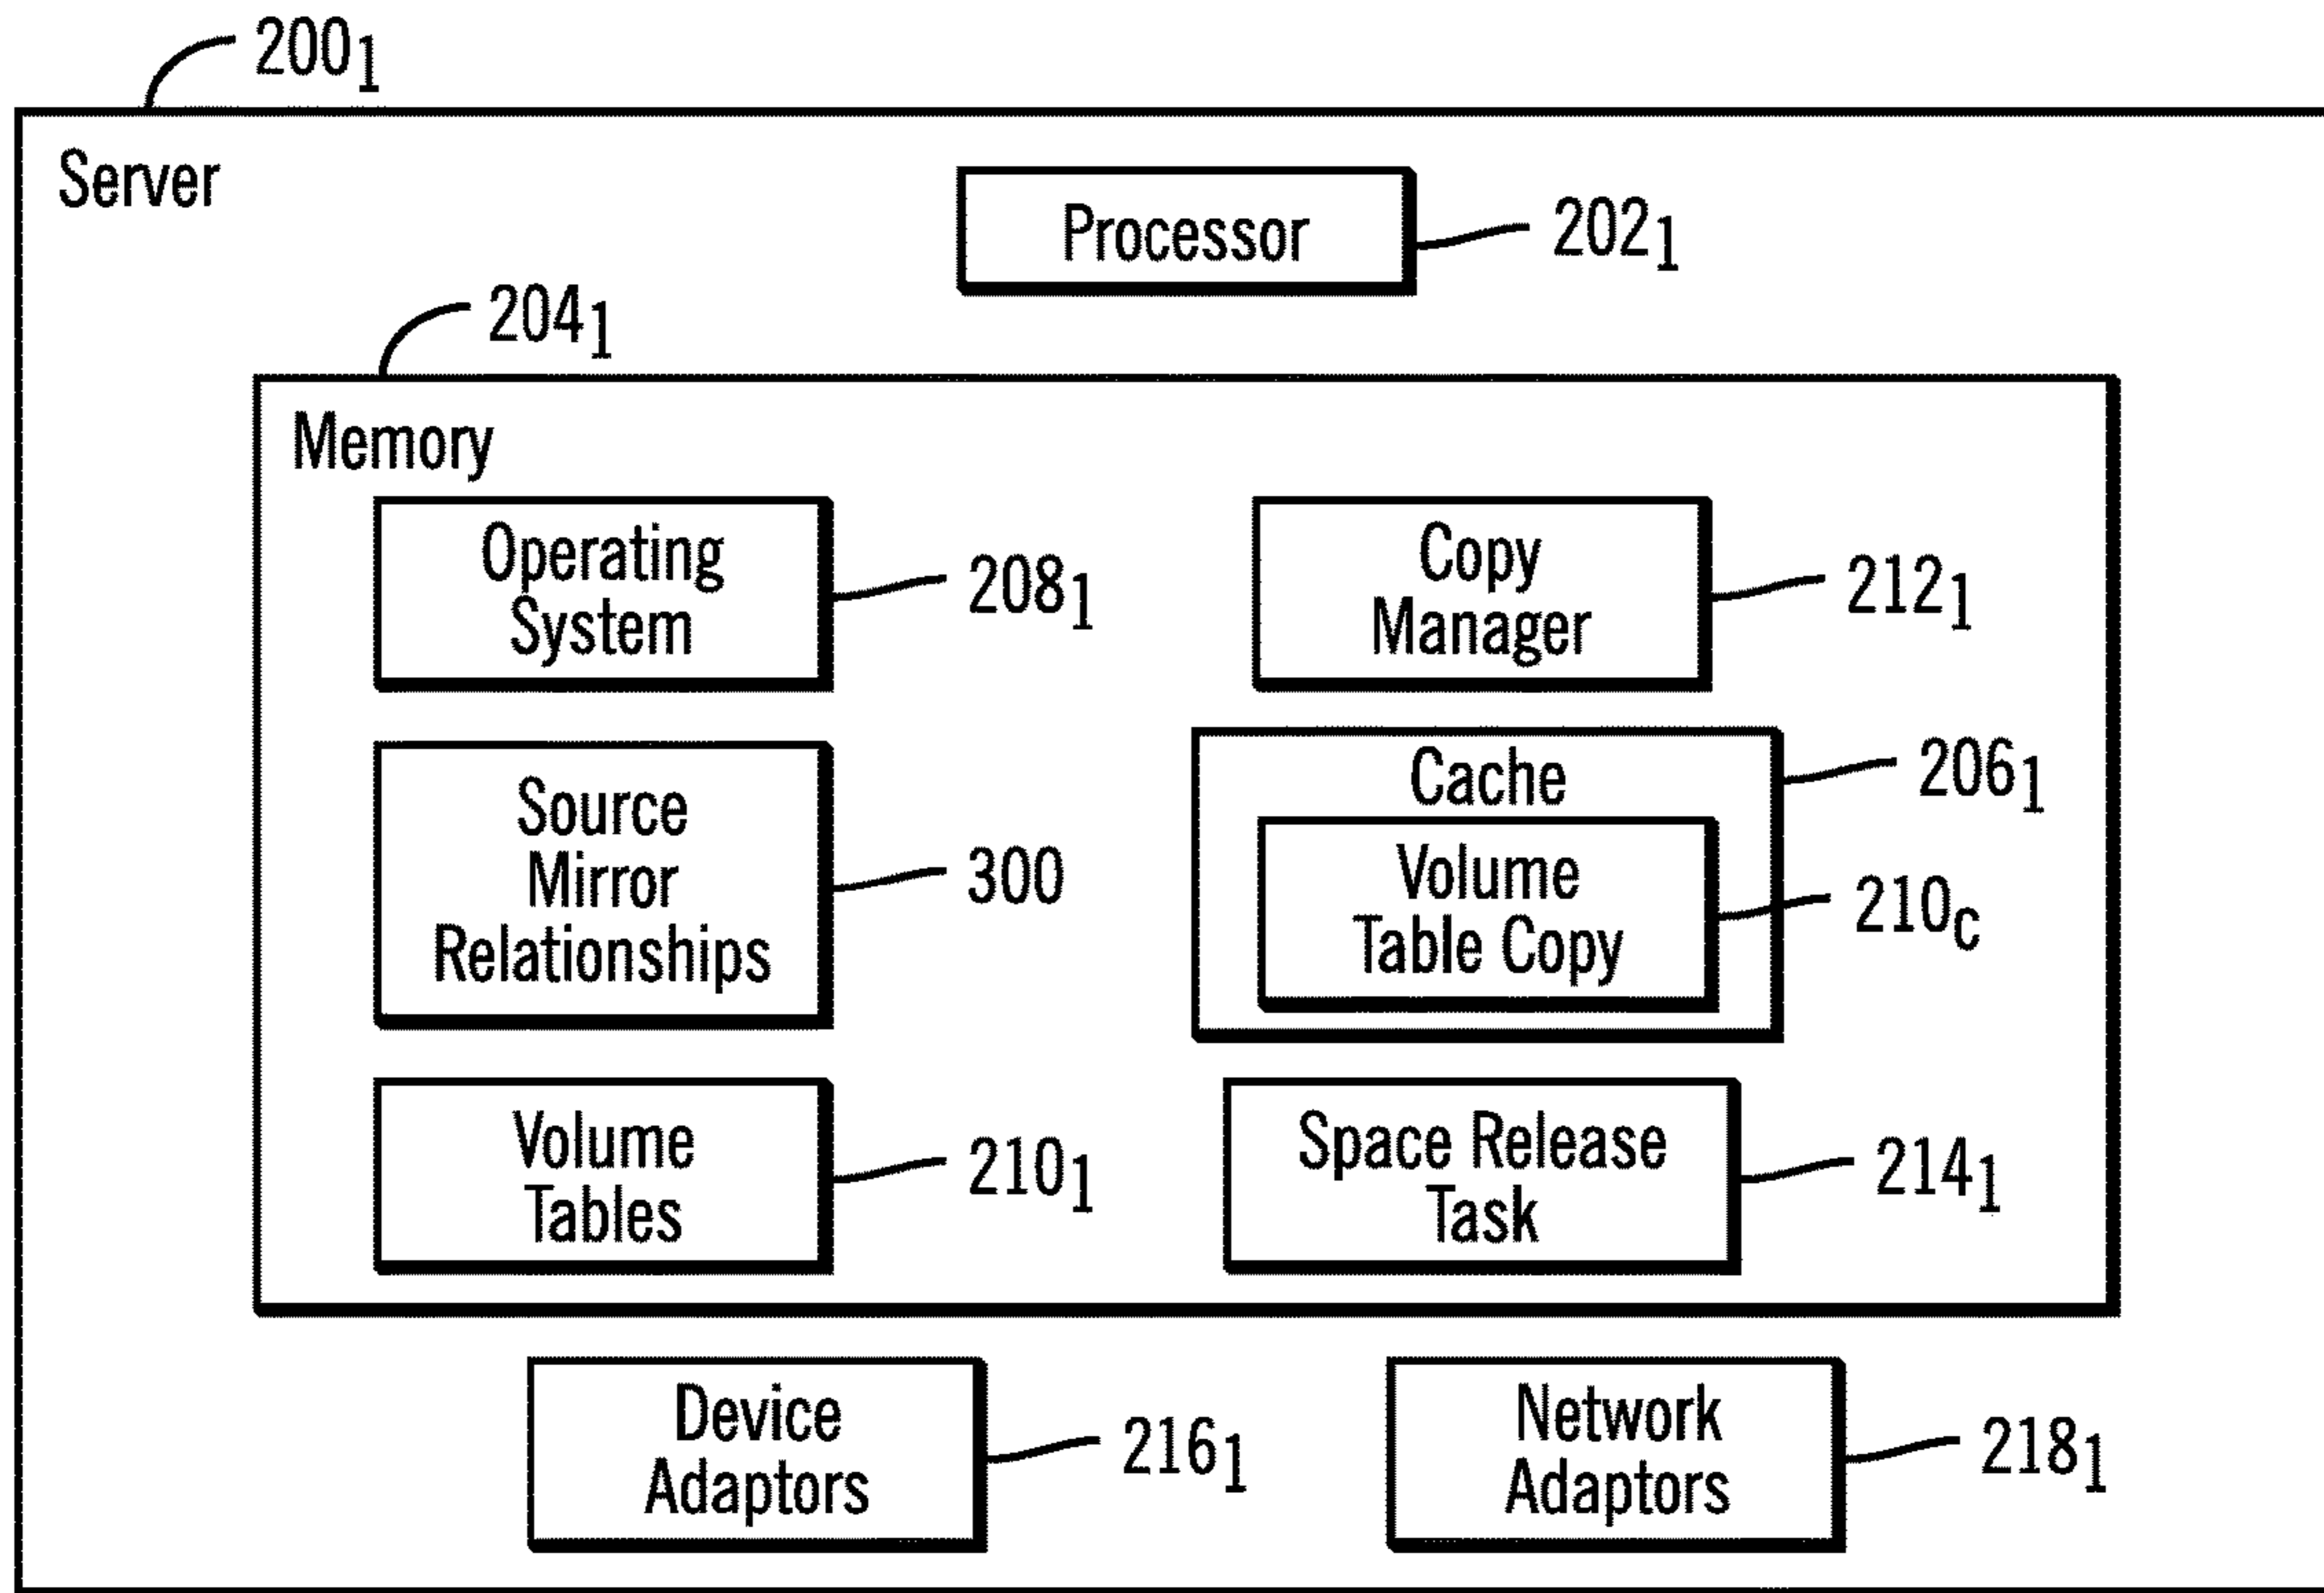 200₁
Server
Processor
202₁
204₁
Memory
Operating
System
208₁
Copy
Manager
212₁
Source
Mirror
Relationships
300
Cache
206₁
Volume
Table Copy
210c
Volume
Tables
210₁
Space Release
Task
214₁
Device
Adaptors
216₁
Network
Adaptors
218₁